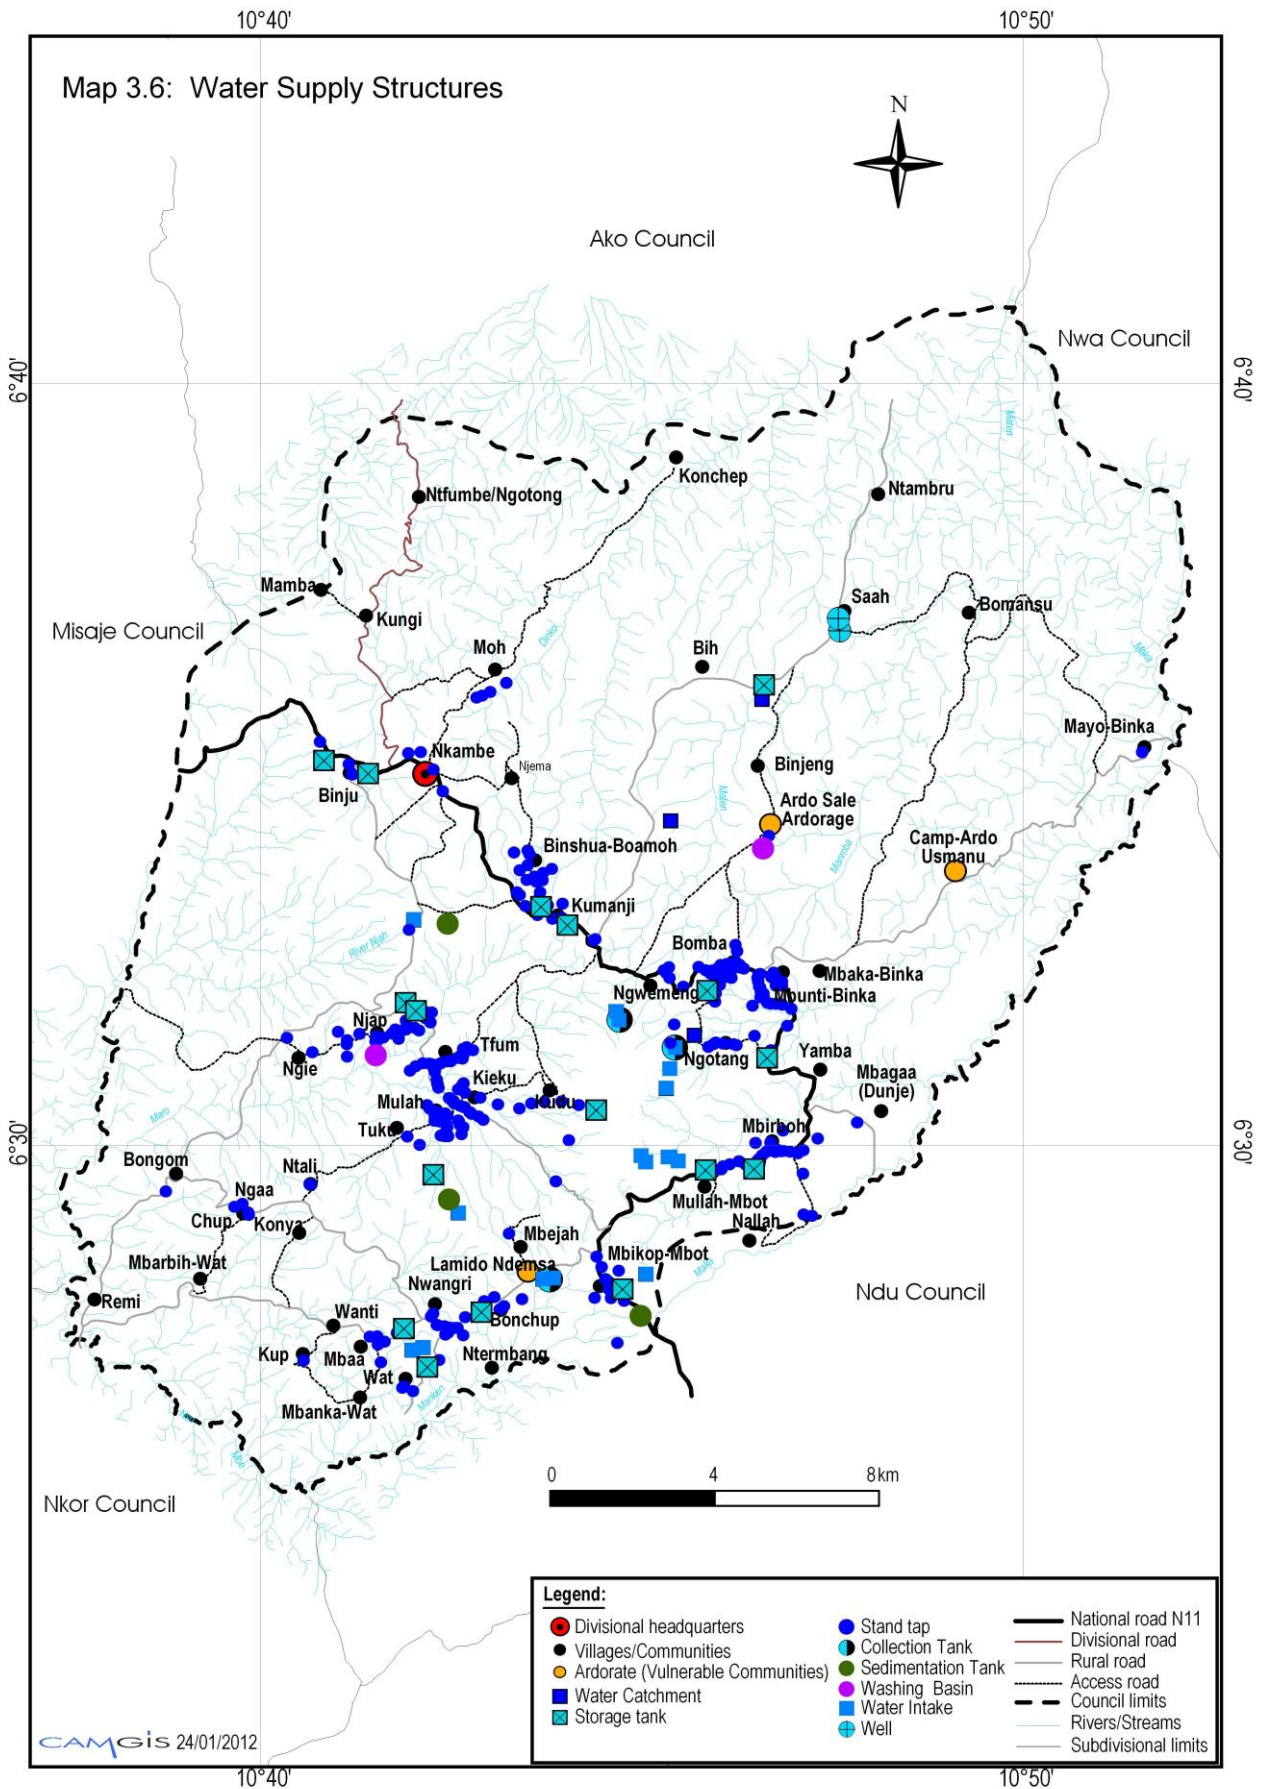 10°40'
10°50'
Map 3.6: Water Supply Structures
N
Ako Council
Nwa Council
6°40'
6°40'
Konchep
Ntfumbe/Ngotong
Ntambru
Mamba
Kungi
Saah
Bomansu
Misaje Council
Moh
Bih
Mayo-Binka
Nkambe
Njema
Binjeng
Binju
Ardo Sale
Ardorage
Camp-Ardo
Usmanu
Binshua-Boamoh
Kumanji
River Njah
Bomba
Mbaka-Binka
Ngwemeng
Mbunti-Binka
Njap
Ngie
Tfum
Ngotang
Yamba
Kieku
Mbagaa
(Dunje)
Mulah
Kudu
Tuku
Mbirboh
6°30'
6°30'
Bongom
Ntali
Ngaa
Mullah-Mbot
Chup
Konya
Nallah
Mbejah
Mbikop-Mbot
Mbarbih-Wat
Lamido Ndemsa
Nwangri
Ndu Council
Remi
Wanti
Bonchup
Kup
Mbaa
Ntermbang
Wat
Mbanka-Wat
0 4 8km
Nkor Council
Legend:
Divisional headquarters
Villages/Communities
Ardorate (Vulnerable Communities)
Water Catchment
Storage tank
Stand tap
Collection Tank
Sedimentation Tank
Washing Basin
Water Intake
Well
National road N11
Divisional road
Rural road
Access road
Council limits
Rivers/Streams
Subdivisional limits
CAMGIS 24/01/2012
10°40'
10°50'